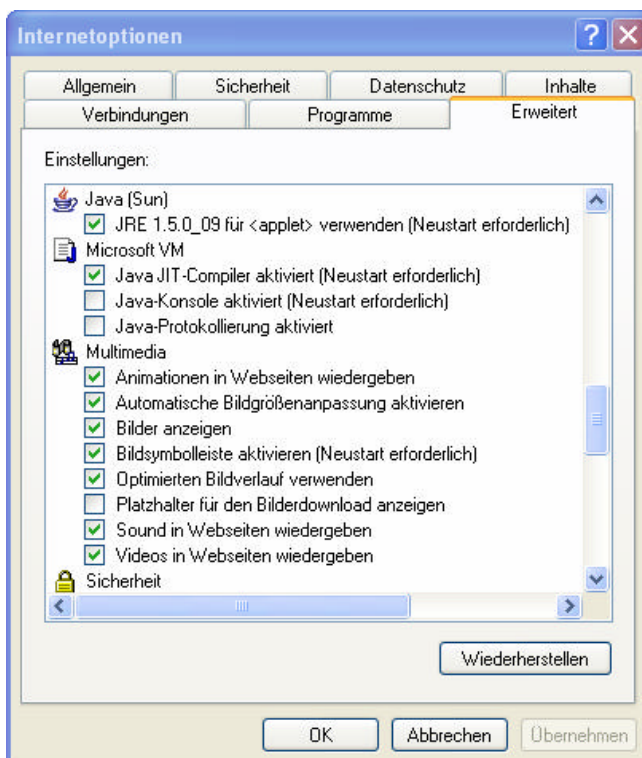 Internetoptionen
Allgemein Sicherheit Datenschutz Inhalte
Verbindungen Programme Erweitert
Einstellungen:
Java (Sun)
JRE 1.5.0_09 für <applet> verwenden (Neustart erforderlich)
Microsoft VM
Java JIT-Compiler aktiviert (Neustart erforderlich)
Java-Konsole aktiviert (Neustart erforderlich)
Java-Protokollierung aktiviert
Multimedia
Animationen in Webseiten wiedergeben
Automatische Bildgrößenanpassung aktivieren
Bilder anzeigen
Bildsymbolleiste aktivieren (Neustart erforderlich)
Optimierten Bildverlauf verwenden
Platzhalter für den Bilderdownload anzeigen
Sound in Webseiten wiedergeben
Videos in Webseiten wiedergeben
Sicherheit
Wiederherstellen
OK Abbrechen Übernehmen